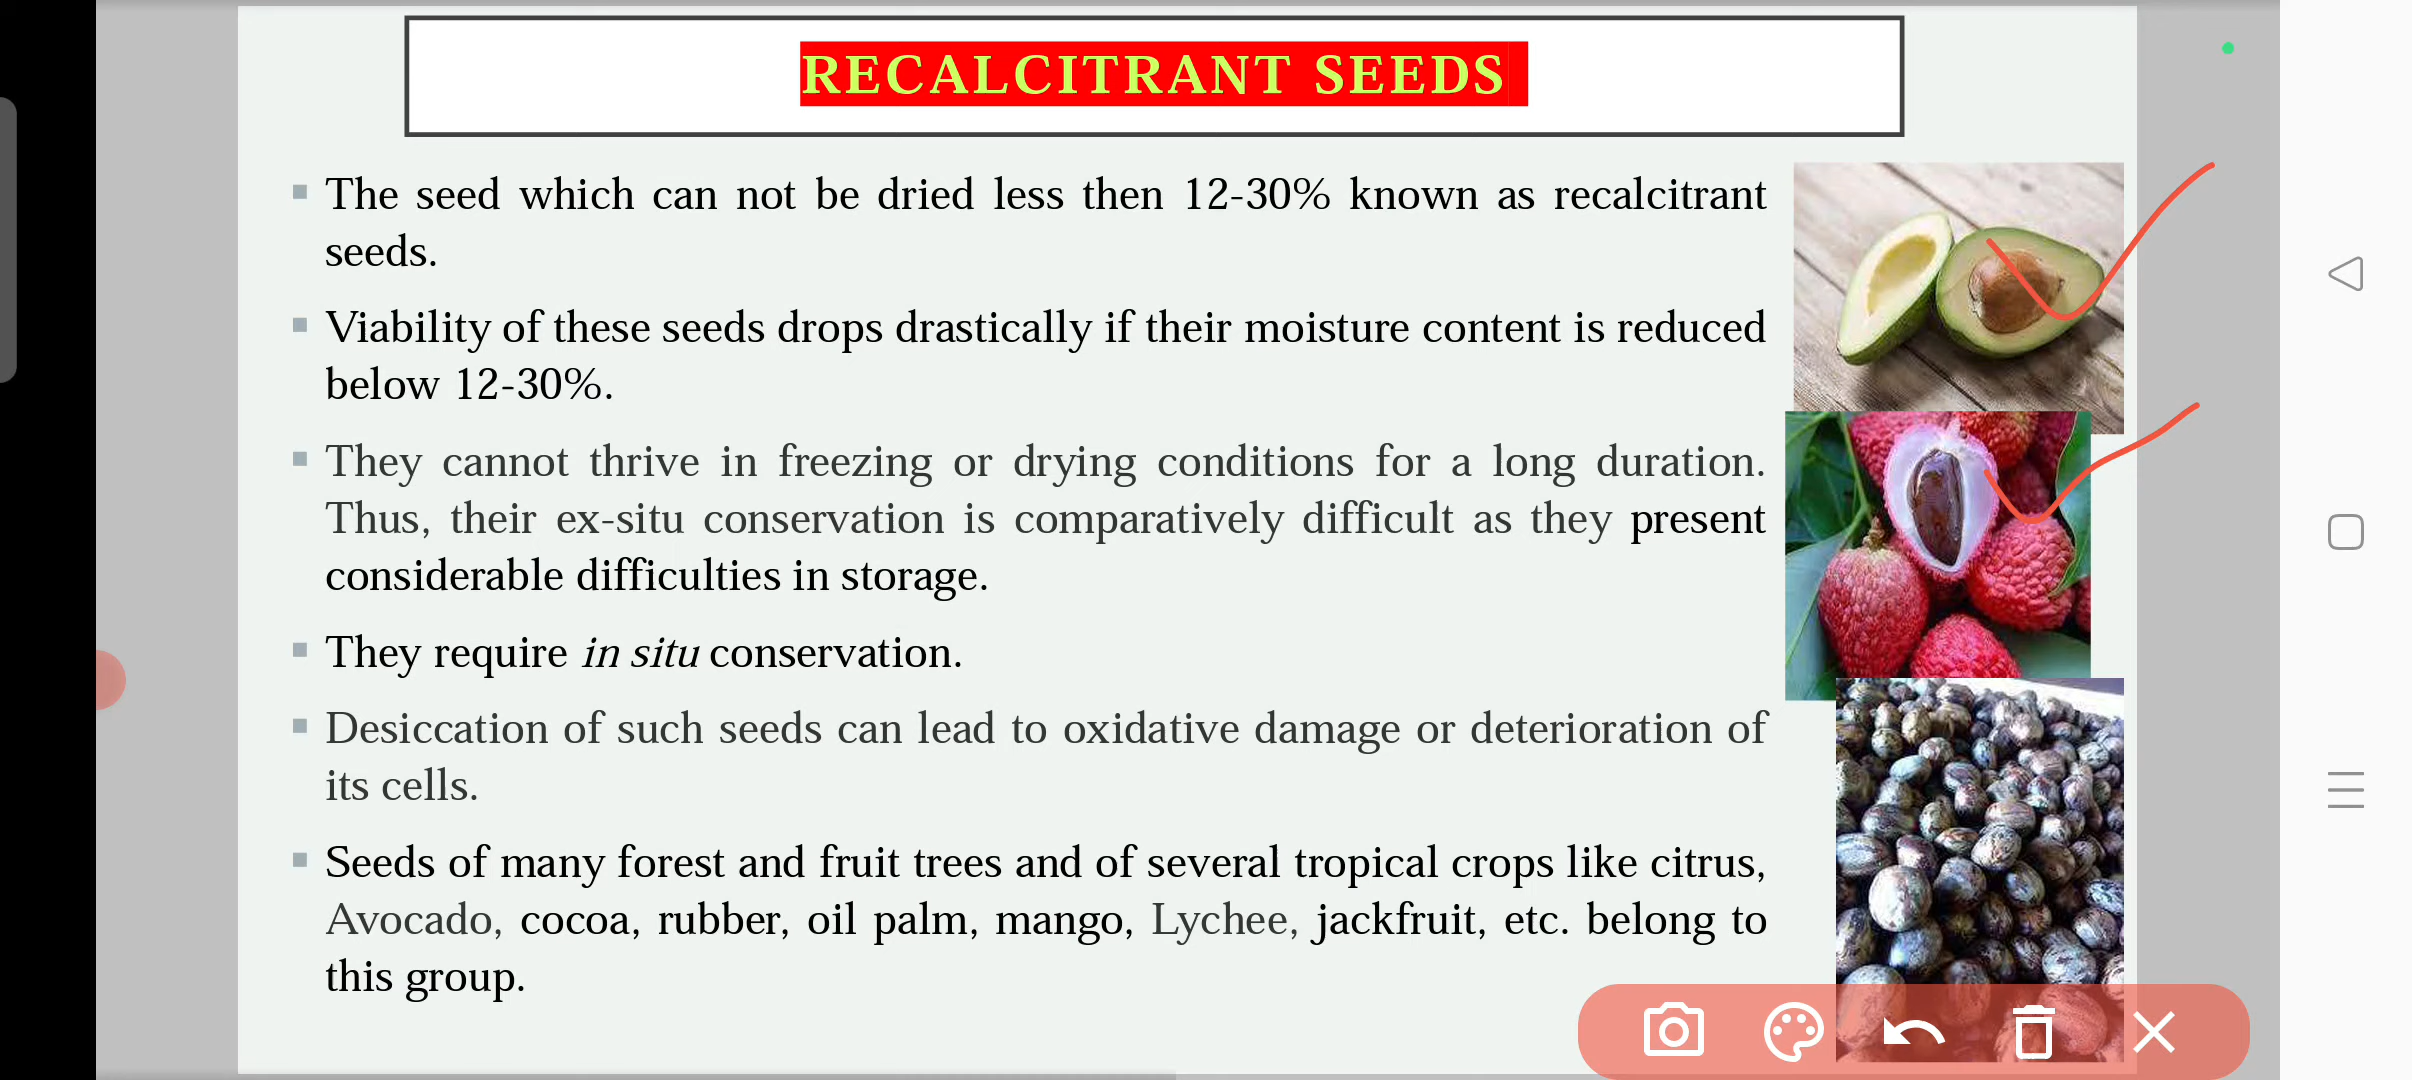 RECALCITRANT SEEDS
The seed which can not be dried less then 12-30% known as recalcitrant
seeds.
Viability of these seeds drops drastically if their moisture content is reduced
below 12-30%.
They cannot thrive in freezing or drying conditions for a long duration.
Thus, their ex-situ conservation is comparatively difficult as they present
considerable difficulties in storage.
They require in situ conservation.
Desiccation of such seeds can lead to oxidative damage or deterioration of
its cells.
Seeds of many forest and fruit trees and of several tropical crops like citrus,
Avocado, cocoa, rubber, oil palm, mango, Lychee, jackfruit, etc. belong to
this group.